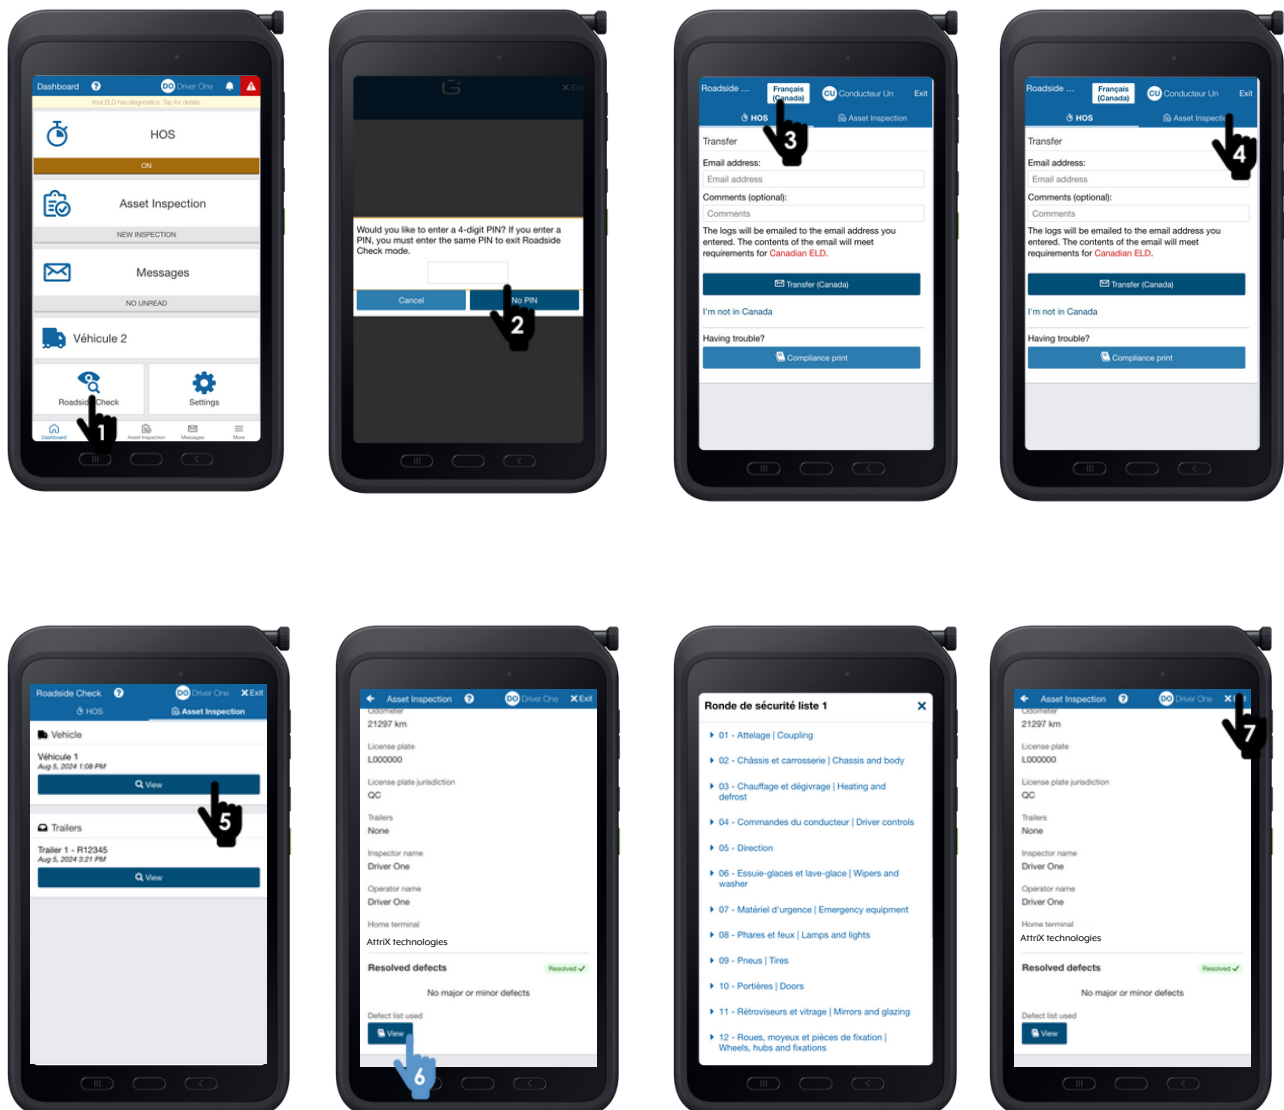 Dashboard ? DO Driver One
Your ELD has diagnostics. Tap for details.
HOS
ON
Asset Inspection
NEW INSPECTION
Messages
NO UNREAD
Véhicule 2
Roadside Check Settings
Dashboard Asset Inspection Messages More
1
Exit
Would you like to enter a 4-digit PIN? If you enter a
PIN, you must enter the same PIN to exit Roadside
Check mode.
Cancel No PIN
2
Roadside ... Français (Canada) CU Conducteur Un Exit
HOS Asset Inspection
3
Transfer
Email address:
Email address
Comments (optional):
Comments
The logs will be emailed to the email address you
entered. The contents of the email will meet
requirements for Canadian ELD.
Transfer (Canada)
I'm not in Canada
Having trouble?
Compliance print
Roadside ... Français (Canada) CU Conducteur Un Exit
HOS Asset Inspection
4
Transfer
Email address:
Email address
Comments (optional):
Comments
The logs will be emailed to the email address you
entered. The contents of the email will meet
requirements for Canadian ELD.
Transfer (Canada)
I'm not in Canada
Having trouble?
Compliance print
Roadside Check ? DO Driver One X Exit
HOS Asset Inspection
Vehicle
Véhicule 1
Aug 5, 2024 1:08 PM
View
5
Trailers
Trailer 1 - R12345
Aug 5, 2024 3:21 PM
View
Asset Inspection ? DO Driver One X Exit
Odometer
21297 km
License plate
L000000
License plate jurisdiction
QC
Trailers
None
Inspector name
Driver One
Operator name
Driver One
Home terminal
AttriX technologies
Resolved defects Resolved ✓
No major or minor defects
Defect list used
View
6
Ronde de sécurité liste 1 X
01 - Attelage | Coupling
02 - Châssis et carrosserie | Chassis and body
03 - Chauffage et dégivrage | Heating and
defrost
04 - Commandes du conducteur | Driver controls
05 - Direction
06 - Essuie-glaces et lave-glace | Wipers and
washer
07 - Matériel d'urgence | Emergency equipment
08 - Phares et feux | Lamps and lights
09 - Pneus | Tires
10 - Portières | Doors
11 - Rétroviseurs et vitrage | Mirrors and glazing
12 - Roues, moyeux et pièces de fixation |
Wheels, hubs and fixations
Asset Inspection ? DO Driver One X
7
Odometer
21297 km
License plate
L000000
License plate jurisdiction
QC
Trailers
None
Inspector name
Driver One
Operator name
Driver One
Home terminal
AttriX technologies
Resolved defects Resolved ✓
No major or minor defects
Defect list used
View